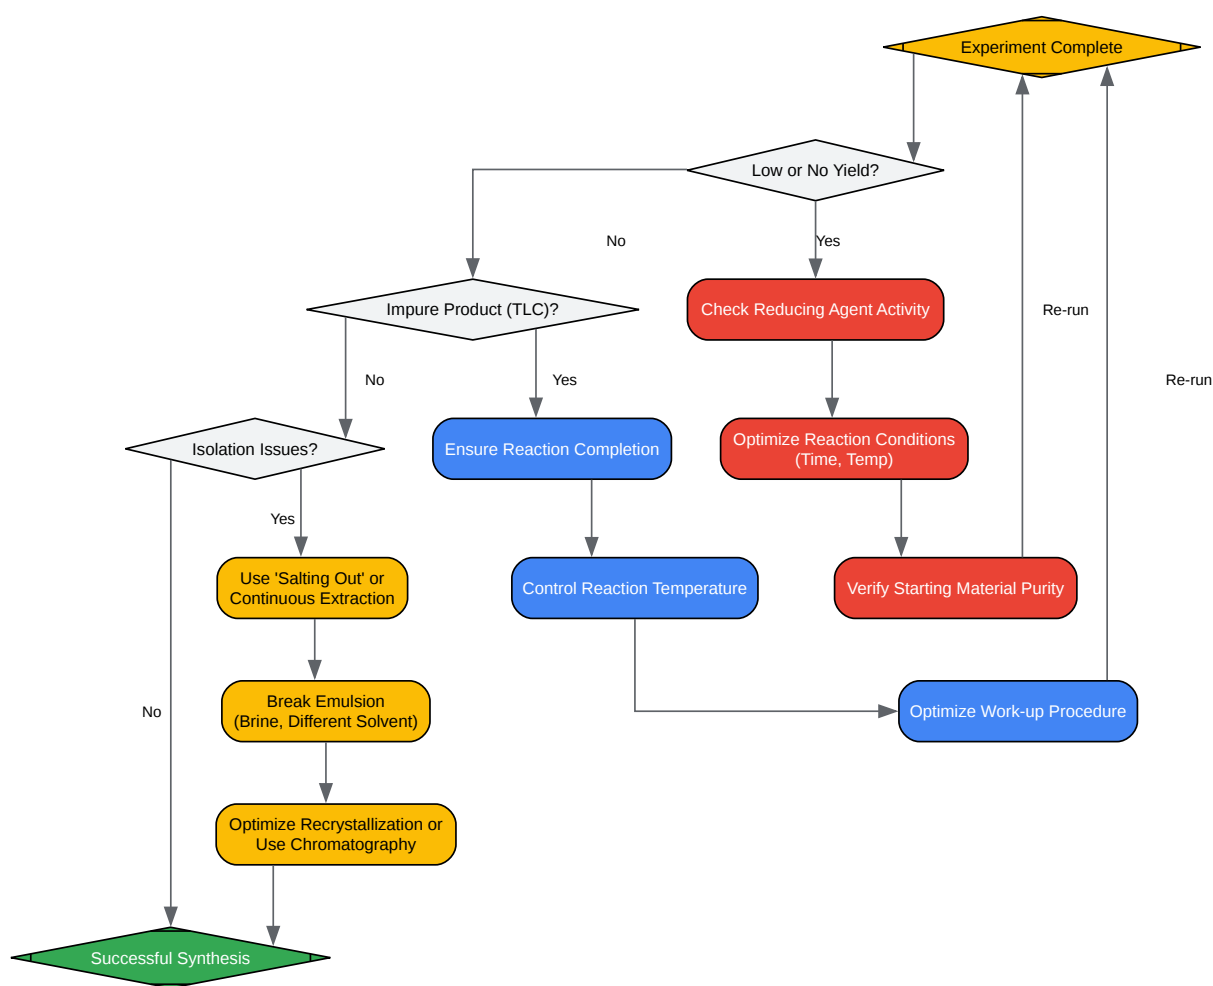 Experiment Complete
Low or No Yield?
No
Yes
Impure Product (TLC)?
Check Reducing Agent Activity
Re-run
No
Yes
Re-run
Isolation Issues?
Ensure Reaction Completion
Optimize Reaction Conditions
(Time, Temp)
Yes
Use 'Salting Out' or
Continuous Extraction
Control Reaction Temperature
Verify Starting Material Purity
No
Break Emulsion
(Brine, Different Solvent)
Optimize Work-up Procedure
Optimize Recrystallization or
Use Chromatography
Successful Synthesis